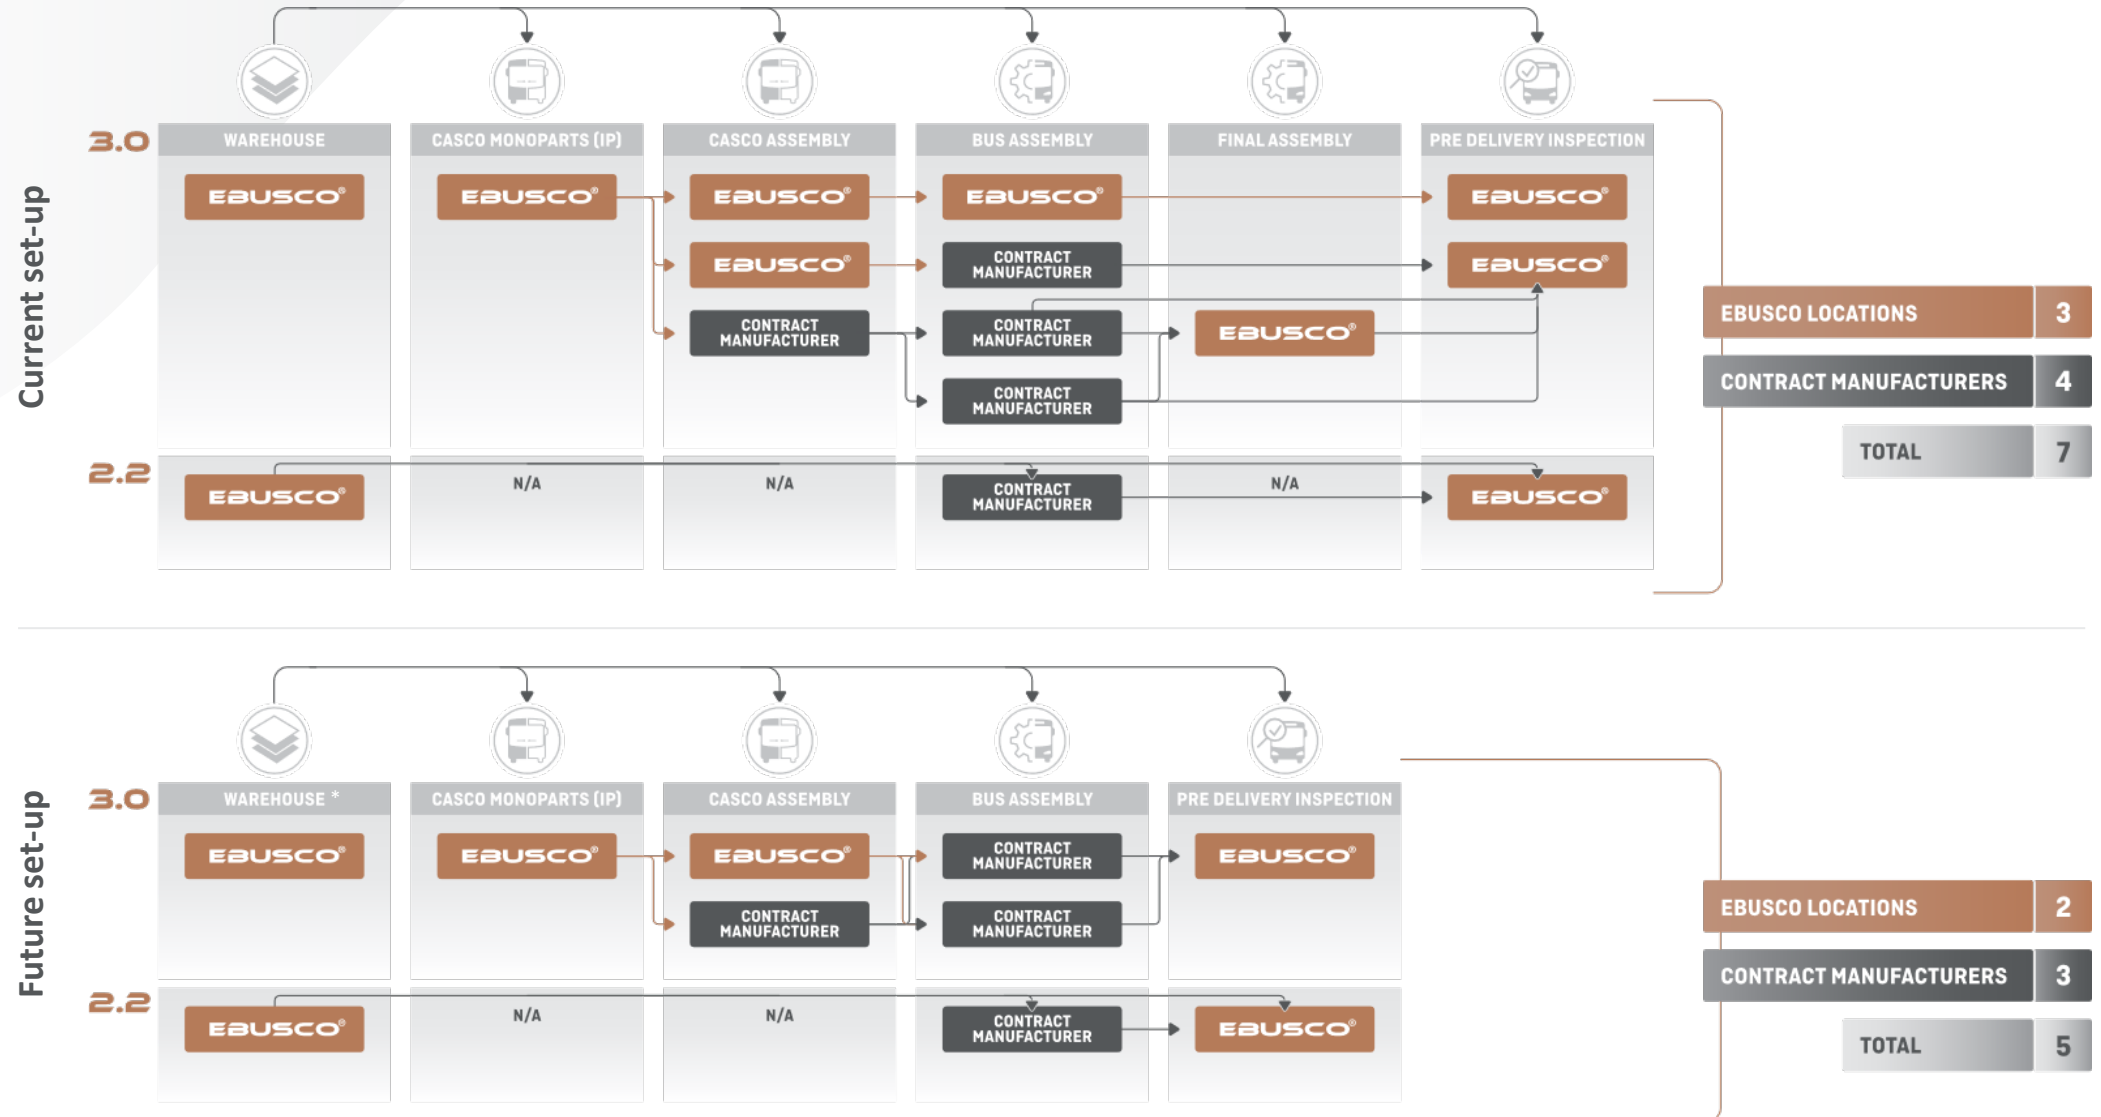 Current set-up
3.0
WAREHOUSE
CASCO MONOPARTS (IP)
CASCO ASSEMBLY
BUS ASSEMBLY
FINAL ASSEMBLY
PRE DELIVERY INSPECTION
EBUSCO®
EBUSCO®
EBUSCO®
EBUSCO®
EBUSCO®
EBUSCO®
CONTRACT
MANUFACTURER
EBUSCO®
CONTRACT
MANUFACTURER
CONTRACT
MANUFACTURER
EBUSCO®
CONTRACT
MANUFACTURER
EBUSCO LOCATIONS 3
CONTRACT MANUFACTURERS 4
TOTAL 7
2.2
EBUSCO®
N/A
N/A
CONTRACT
MANUFACTURER
N/A
EBUSCO®
Future set-up
3.0
WAREHOUSE *
CASCO MONOPARTS (IP)
CASCO ASSEMBLY
BUS ASSEMBLY
PRE DELIVERY INSPECTION
EBUSCO®
EBUSCO®
EBUSCO®
CONTRACT
MANUFACTURER
EBUSCO®
CONTRACT
MANUFACTURER
CONTRACT
MANUFACTURER
EBUSCO LOCATIONS 2
CONTRACT MANUFACTURERS 3
TOTAL 5
2.2
EBUSCO®
N/A
N/A
CONTRACT
MANUFACTURER
EBUSCO®